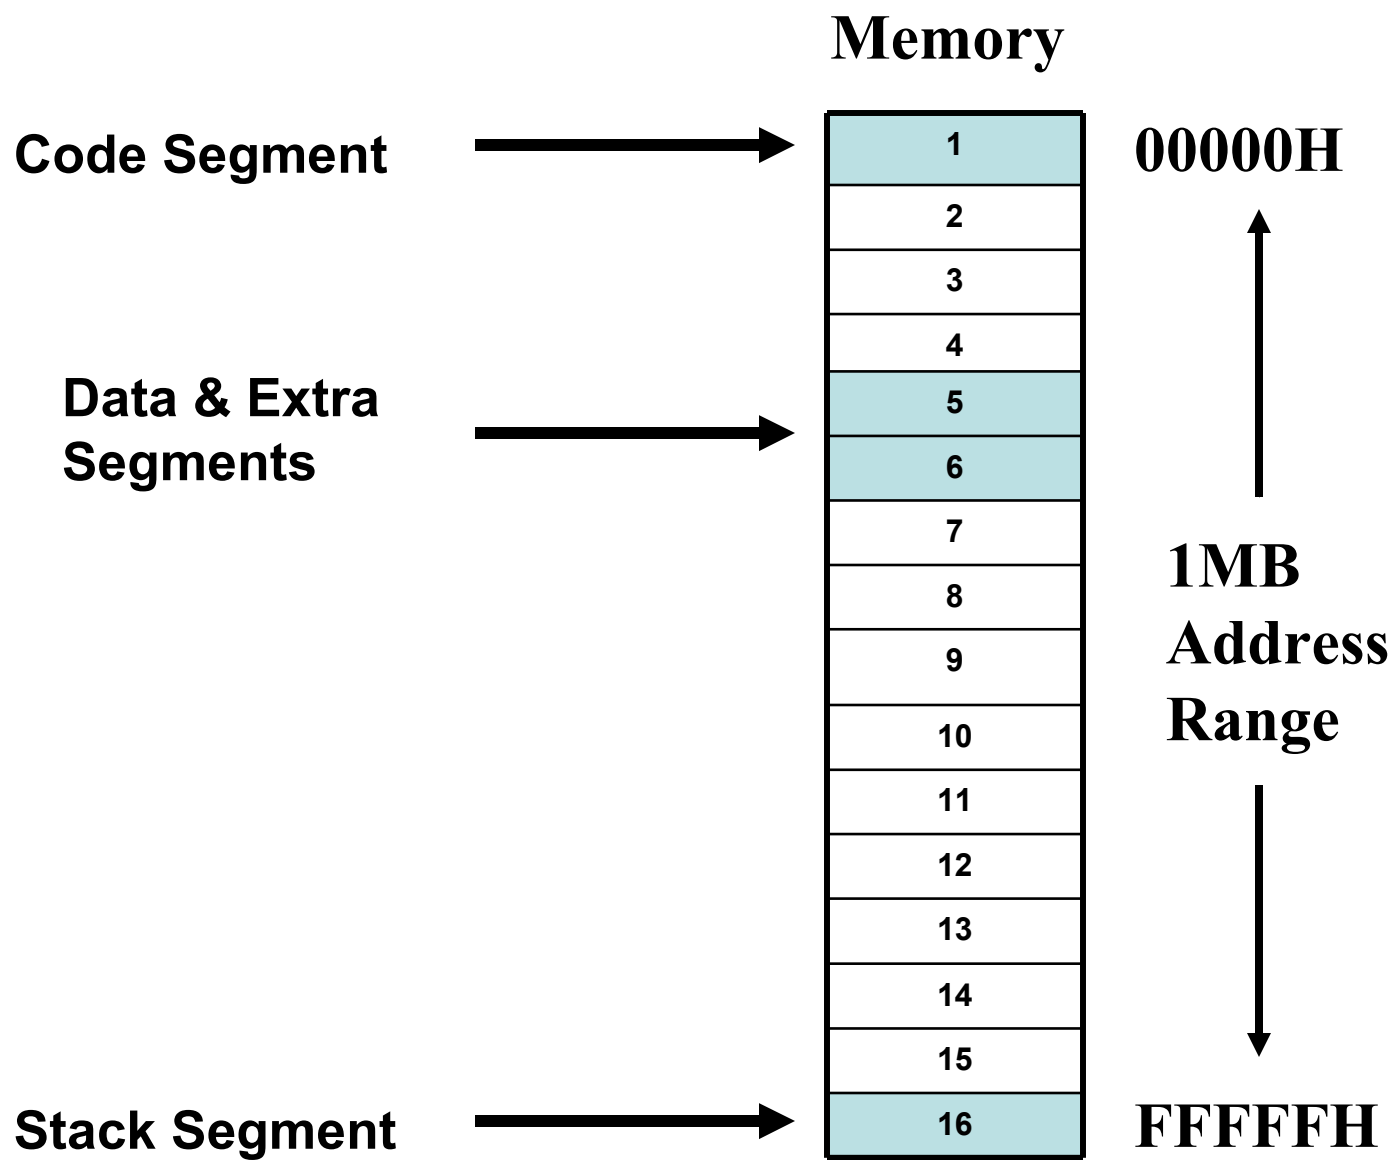 Memory
Code Segment
1
00000H
2
3
4
Data & Extra
Segments
5
6
7
8
9
10
11
12
13
14
15
16
1MB
Address
Range
Stack Segment
FFFFFH